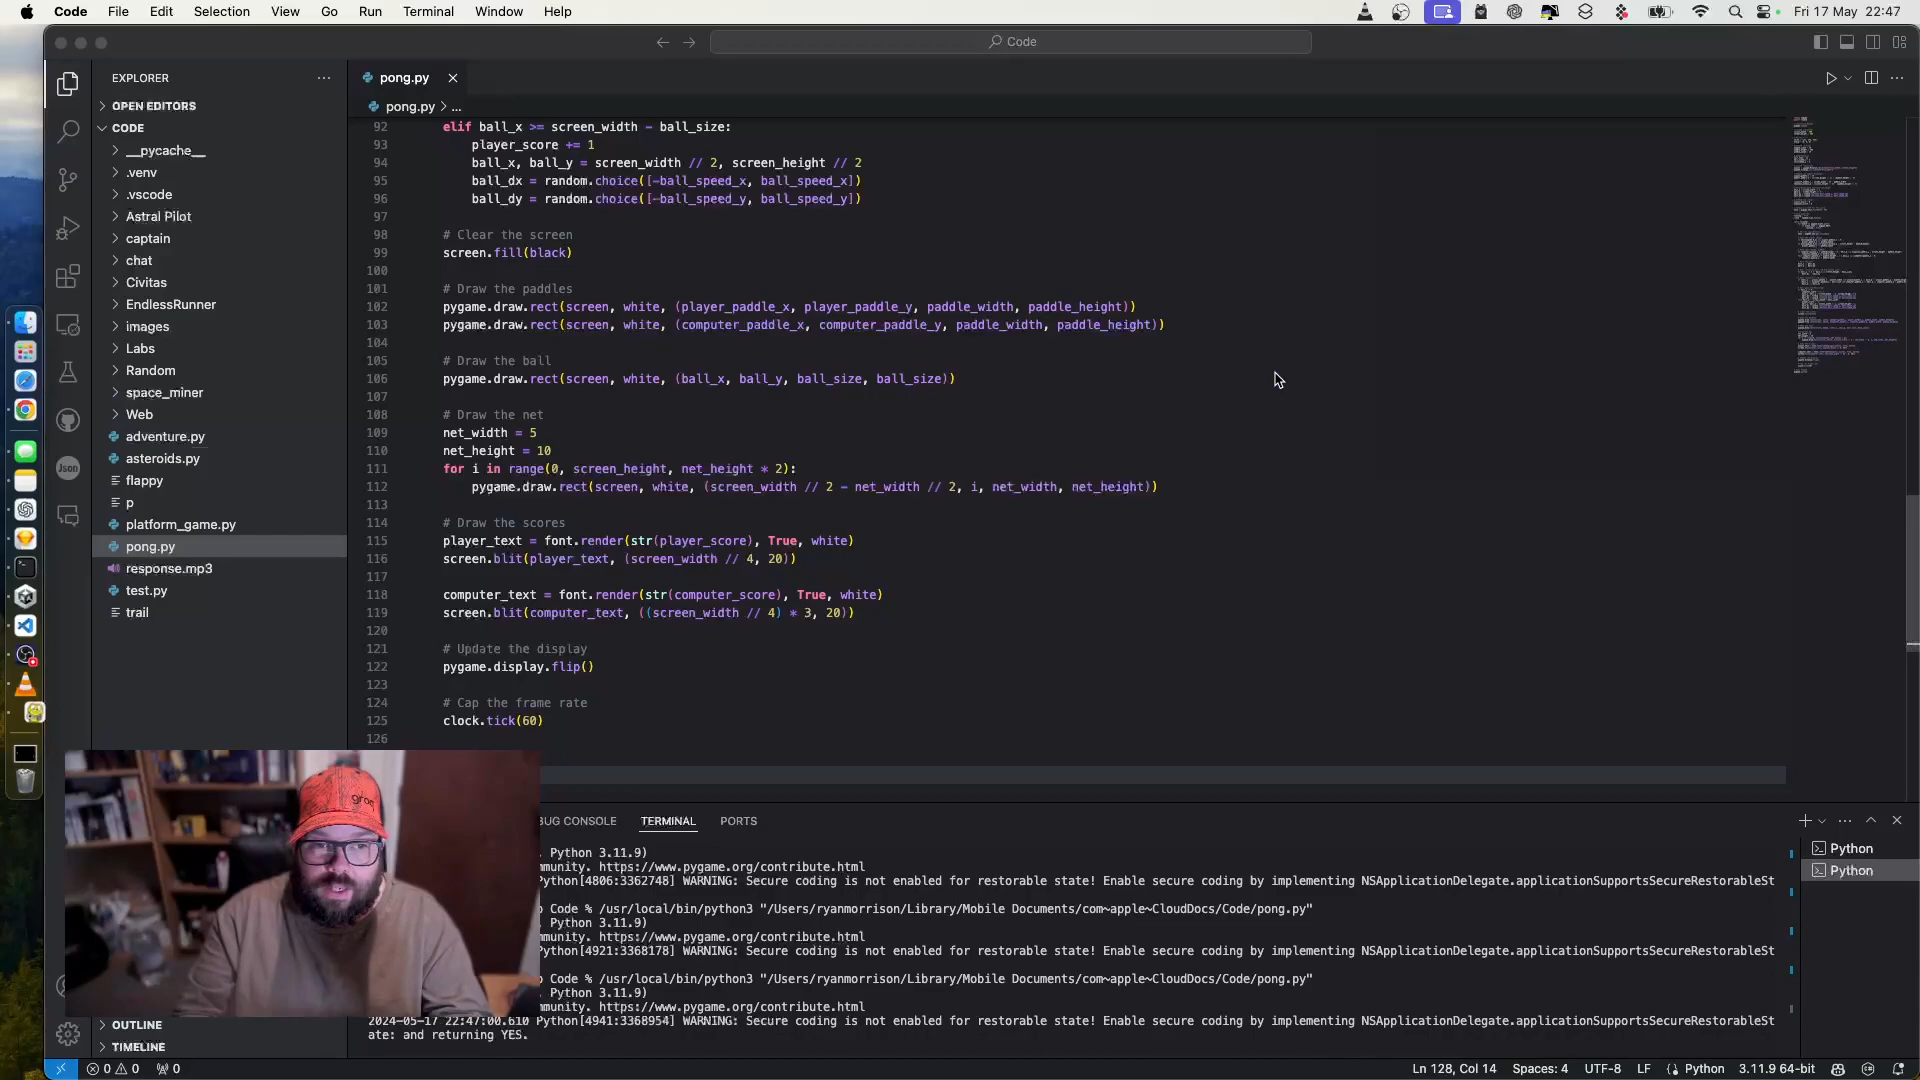 Code File Edit Selection View Go Run Terminal Window Help
Fri 17 May 22:47
Code
EXPLORER
OPEN EDITORS
CODE
__pycache__
.venv
.vscode
Astral Pilot
captain
chat
Civitas
EndlessRunner
images
Labs
Random
space_miner
Web
adventure.py
asteroids.py
flappy
p
platform_game.py
pong.py
response.mp3
test.py
trail
OUTLINE
TIMELINE
Json
pong.py
pong.py > ...
92 elif ball_x >= screen_width - ball_size:
93 player_score += 1
94 ball_x, ball_y = screen_width // 2, screen_height // 2
95 ball_dx = random.choice([-ball_speed_x, ball_speed_x])
96 ball_dy = random.choice([-ball_speed_y, ball_speed_y])
97
98 # Clear the screen
99 screen.fill(black)
100
101 # Draw the paddles
102 pygame.draw.rect(screen, white, (player_paddle_x, player_paddle_y, paddle_width, paddle_height))
103 pygame.draw.rect(screen, white, (computer_paddle_x, computer_paddle_y, paddle_width, paddle_height))
104
105 # Draw the ball
106 pygame.draw.rect(screen, white, (ball_x, ball_y, ball_size, ball_size))
107
108 # Draw the net
109 net_width = 5
110 net_height = 10
111 for i in range(0, screen_height, net_height * 2):
112 pygame.draw.rect(screen, white, (screen_width // 2 - net_width // 2, i, net_width, net_height))
113
114 # Draw the scores
115 player_text = font.render(str(player_score), True, white)
116 screen.blit(player_text, (screen_width // 4, 20))
117
118 computer_text = font.render(str(computer_score), True, white)
119 screen.blit(computer_text, ((screen_width // 4) * 3, 20))
120
121 # Update the display
122 pygame.display.flip()
123
124 # Cap the frame rate
125 clock.tick(60)
126
groq
BUG CONSOLE TERMINAL PORTS
Python
Python
, Python 3.11.9)
mmunity. https://www.pygame.org/contribute.html
Python[4806:3362748] WARNING: Secure coding is not enabled for restorable state! Enable secure coding by implementing NSApplicationDelegate.applicationSupportsSecureRestorableSt
Code % /usr/local/bin/python3 "/Users/ryanmorrison/Library/Mobile Documents/com~apple~CloudDocs/Code/pong.py"
, Python 3.11.9)
mmunity. https://www.pygame.org/contribute.html
Python[4921:3368178] WARNING: Secure coding is not enabled for restorable state! Enable secure coding by implementing NSApplicationDelegate.applicationSupportsSecureRestorableSt
Code % /usr/local/bin/python3 "/Users/ryanmorrison/Library/Mobile Documents/com~apple~CloudDocs/Code/pong.py"
, Python 3.11.9)
mmunity. https://www.pygame.org/contribute.html
2024-05-17 22:47:00.610 Python[4941:3368954] WARNING: Secure coding is not enabled for restorable state! Enable secure coding by implementing NSApplicationDelegate.applicationSupportsSecureRestorableSt
ate: and returning YES.
0 0 0 Ln 128, Col 14 Spaces: 4 UTF-8 LF Python 3.11.9 64-bit